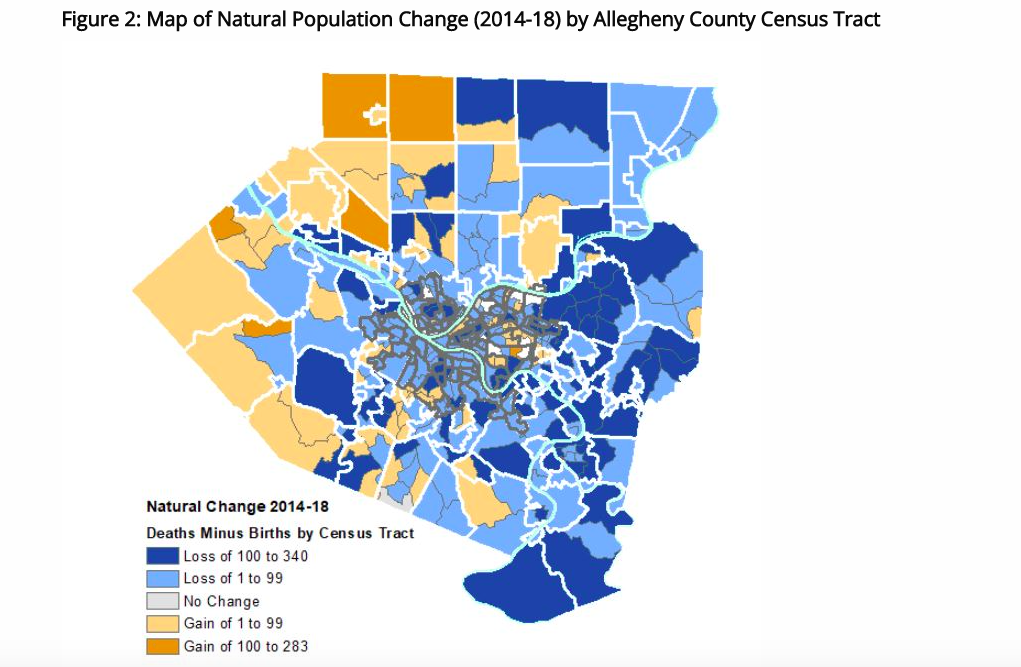 Figure 2: Map of Natural Population Change (2014-18) by Allegheny County Census Tract
Natural Change 2014-18
Deaths Minus Births by Census Tract
Loss of 100 to 340
Loss of 1 to 99
No Change
Gain of 1 to 99
Gain of 100 to 283